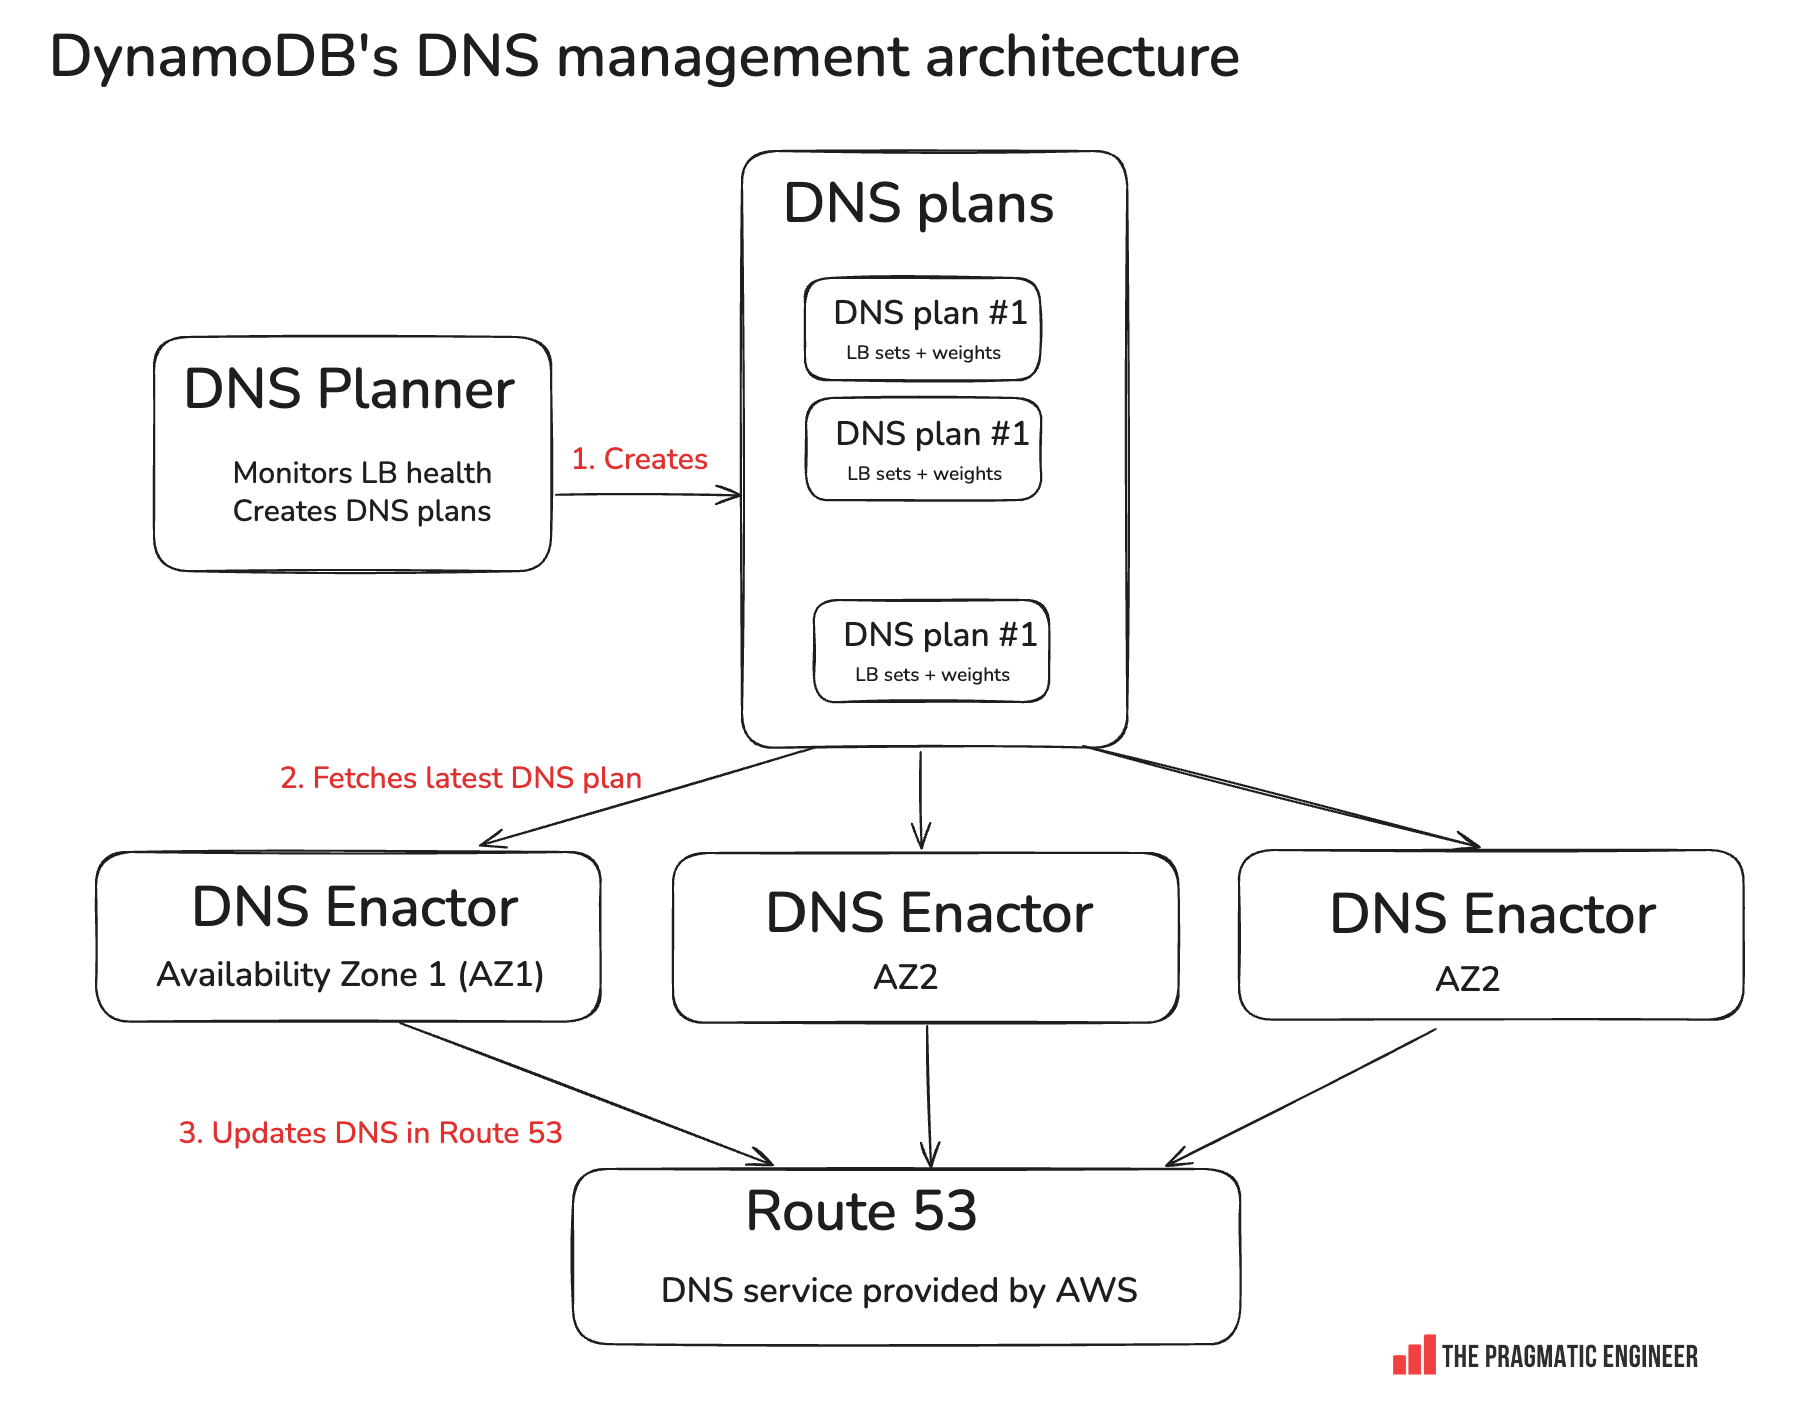 DynamoDB's DNS management architecture
DNS plans
DNS plan #1
LB sets + weights
DNS plan #1
LB sets + weights
DNS plan #1
LB sets + weights
DNS Planner
Monitors LB health
Creates DNS plans
1. Creates
2. Fetches latest DNS plan
DNS Enactor
Availability Zone 1 (AZ1)
DNS Enactor
AZ2
DNS Enactor
AZ2
3. Updates DNS in Route 53
Route 53
DNS service provided by AWS
THE PRAGMATIC ENGINEER